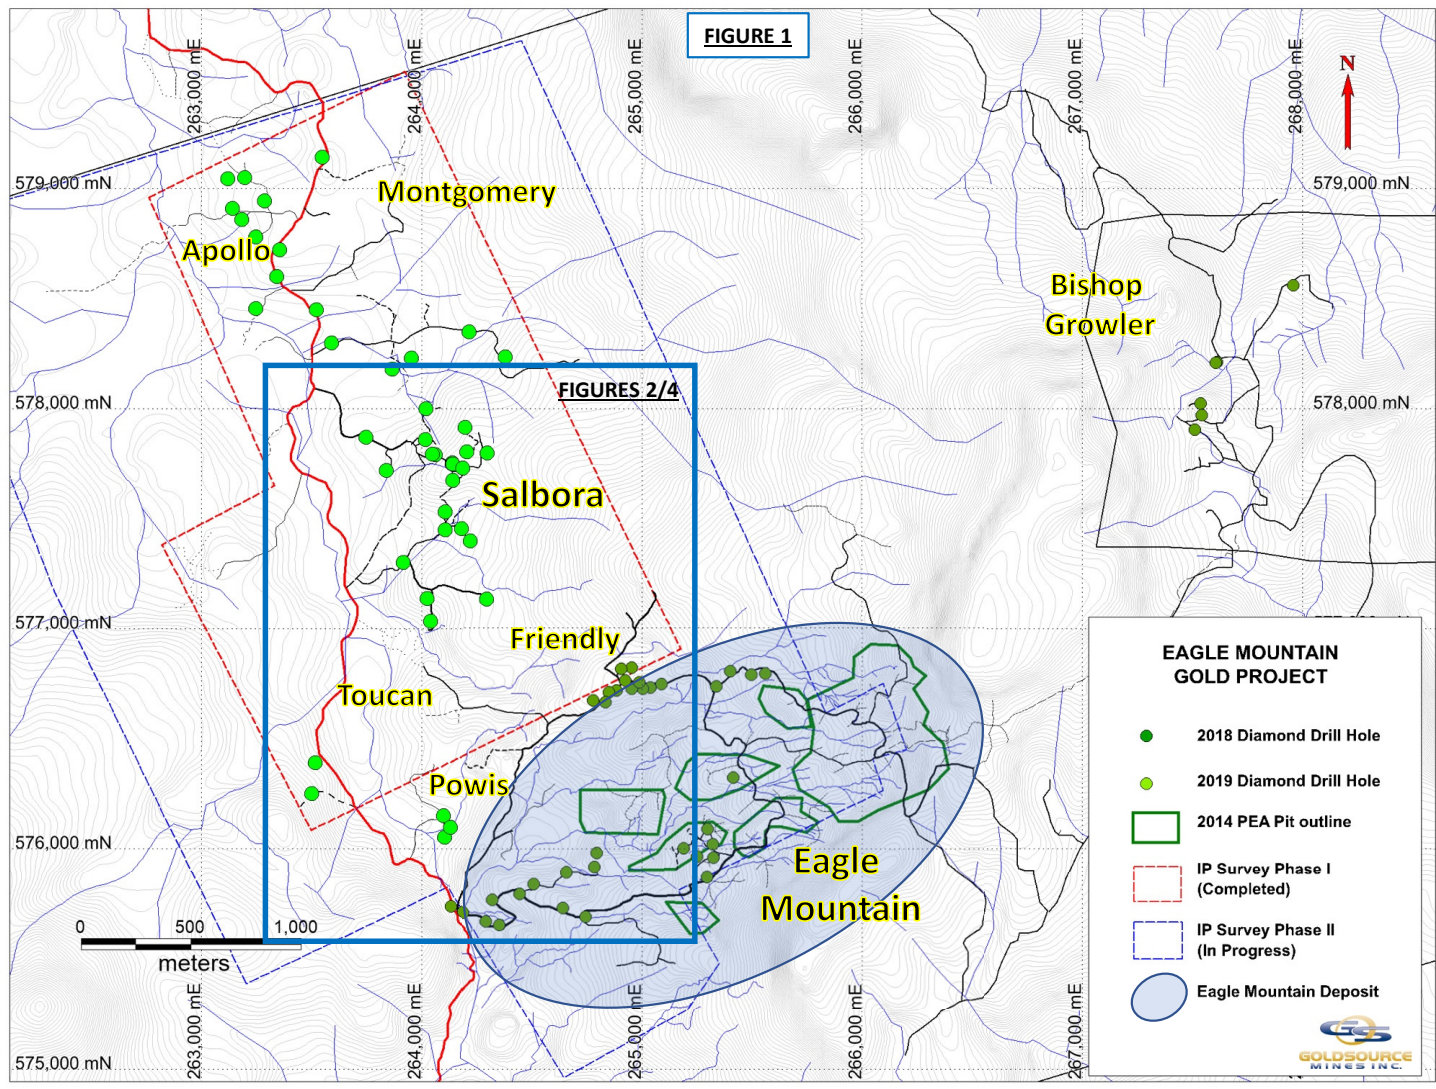 FIGURE 1
263,000 mE
264,000 mE
265,000 mE
266,000 mE
267,000 mE
268,000 mE
N
579,000 mN
579,000 mN
Montgomery
Apollo
Bishop
Growler
FIGURES 2/4
578,000 mN
578,000 mN
Salbora
577,000 mN
Friendly
Toucan
Powis
576,000 mN
Eagle
Mountain
0 500 1,000
meters
263,000 mE
264,000 mE
265,000 mE
266,000 mE
267,000 mE
575,000 mN
EAGLE MOUNTAIN
GOLD PROJECT
2018 Diamond Drill Hole
2019 Diamond Drill Hole
2014 PEA Pit outline
IP Survey Phase I
(Completed)
IP Survey Phase II
(In Progress)
Eagle Mountain Deposit
GOLDSOURCE
MINES INC.